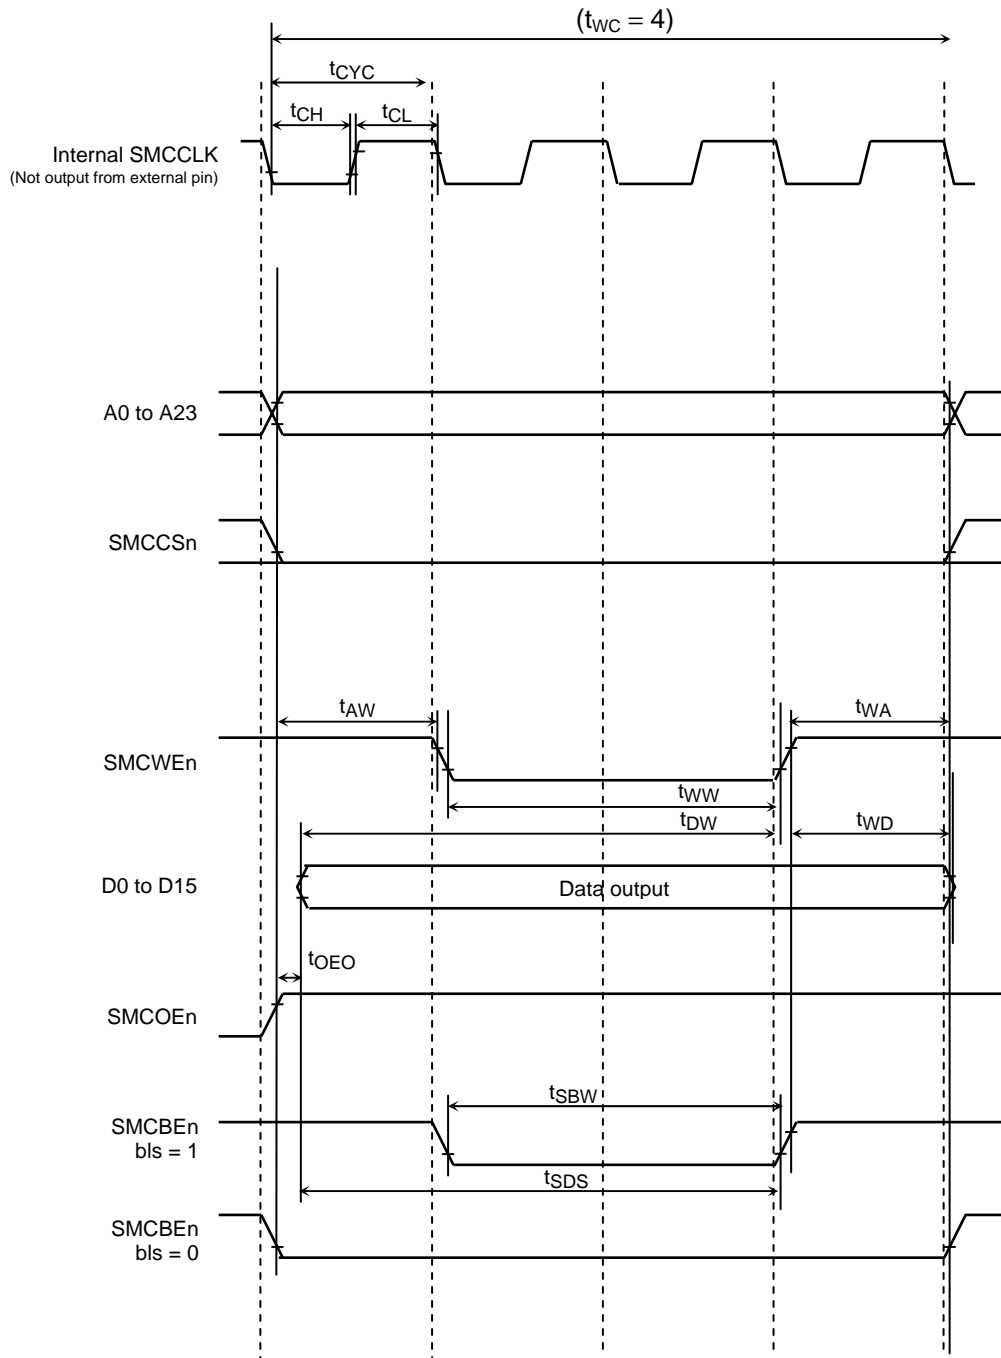 (tWC = 4)
tCYC
tCH
tCL
Internal SMCCLK
(Not output from external pin)
A0 to A23
SMCCSn
tAW
tWA
SMCWEn
tWW
tDW
tWD
D0 to D15
Data output
tOEO
SMCOEn
tSBW
SMCBEn
bls = 1
tSDS
SMCBEn
bls = 0